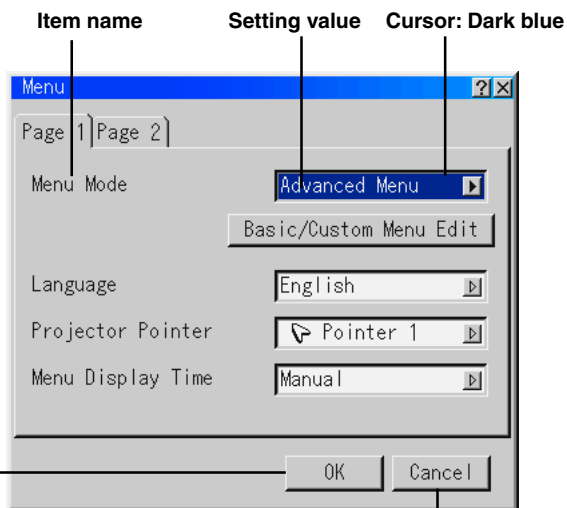 Item name Setting value Cursor: Dark blue
Menu ? ×
Page 1 Page 2
Menu Mode Advanced Menu
Basic/Custom Menu Edit
Language English
Projector Pointer Pointer 1
Menu Display Time Manual
OK Cancel